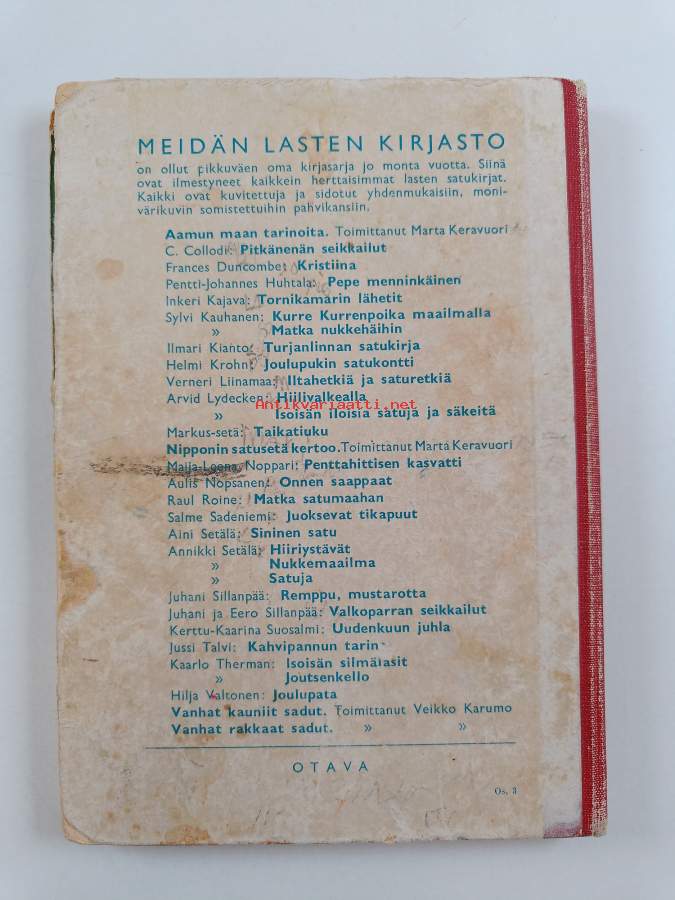 MEIDÄN LASTEN KIRJASTO
on ollut pikkuväen oma kirjasarja jo monta vuotta. Siinä
ovat ilmestyneet kaikkein herttaisimmat lasten satukirjat.
Kaikki ovat kuvitettuja ja sidotut yhdenmukaisiin, moni-
värikuvin somistettuihin pahvikansiin.
Aamun maan tarinoita. Toimittanut Marta Keravuori
C. Collodi: Pitkänenän seikkailut
Frances Duncombe: Kristiina
Pentti-Johannes Huhtala: Pepe menninkäinen
Inkeri Kajava: Tornikamarin lähetit
Sylvi Kauhanen: Kurre Kurrenpoika maailmalla
» Matka nukkehäihin
Ilmari Kianto: Turjanlinnan satukirja
Helmi Krohn: Joulupukin satukontti
Verneri Liinamaa: Iltahetkiä ja saturetkiä
Arvid Lydecken: Hiilivalkealla
Antikvariaatti.net
» Isoisän iloisia satuja ja säkeitä
Markus-setä: Taikatiuku
Nipponin satusetä kertoo. Toimittanut Marta Keravuori
Maija-Leena Noppari: Penttahittisen kasvatti
Aulis Nopsanen: Onnen saappaat
Raul Roine: Matka satumaahan
Salme Sadeniemi: Juoksevat tikapuut
Aini Setälä: Sininen satu
Annikki Setälä: Hiiriystävät
» Nukkemaailma
» Satuja
Juhani Sillanpää: Remppu, mustarotta
Juhani ja Eero Sillanpää: Valkoparran seikkailut
Kerttu-Kaarina Suosalmi: Uudenkuun juhla
Jussi Talvi: Kahvipannun tarin
Kaarlo Therman: Isoisän silmälasit
» Joutsenkello
Hilja Valtonen: Joulupata
Vanhat kauniit sadut. Toimittanut Veikko Karumo
Vanhat rakkaat sadut. » »
OTAVA
Os. 3